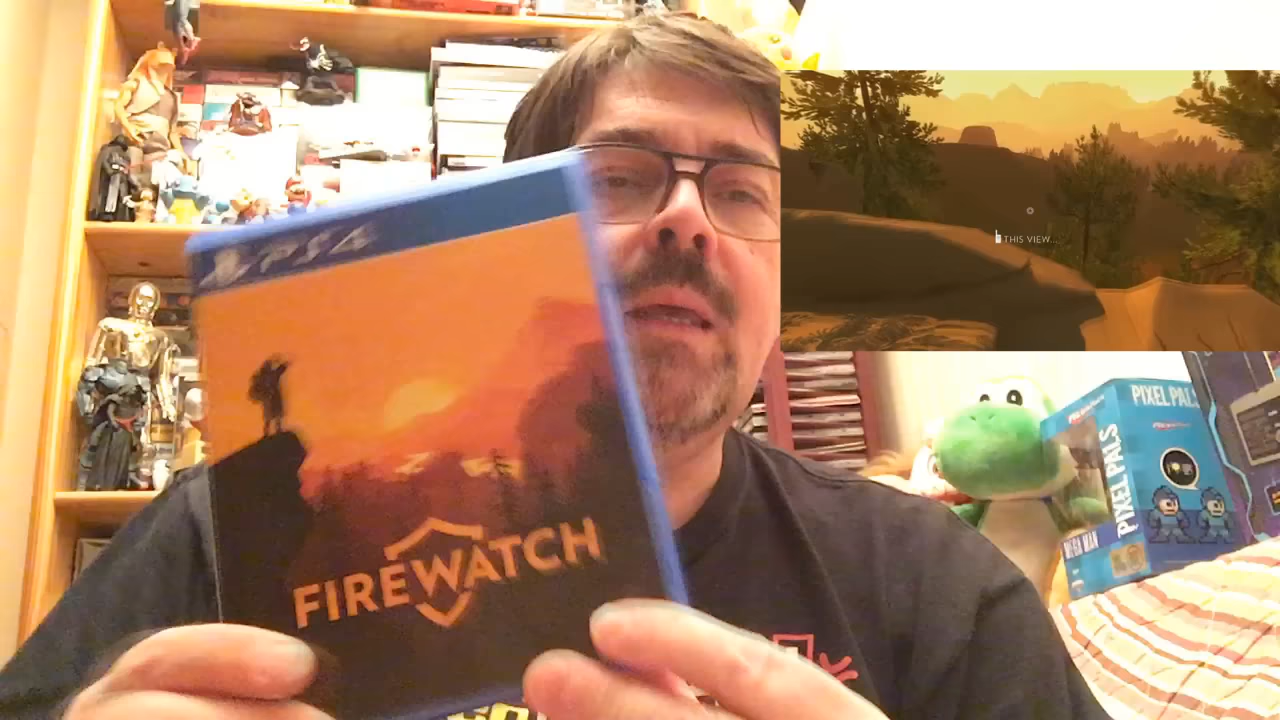 PS4
FIREWATCH
THIS VIEW...
PIXEL PALS
PIXEL PALS
MEGA MAN